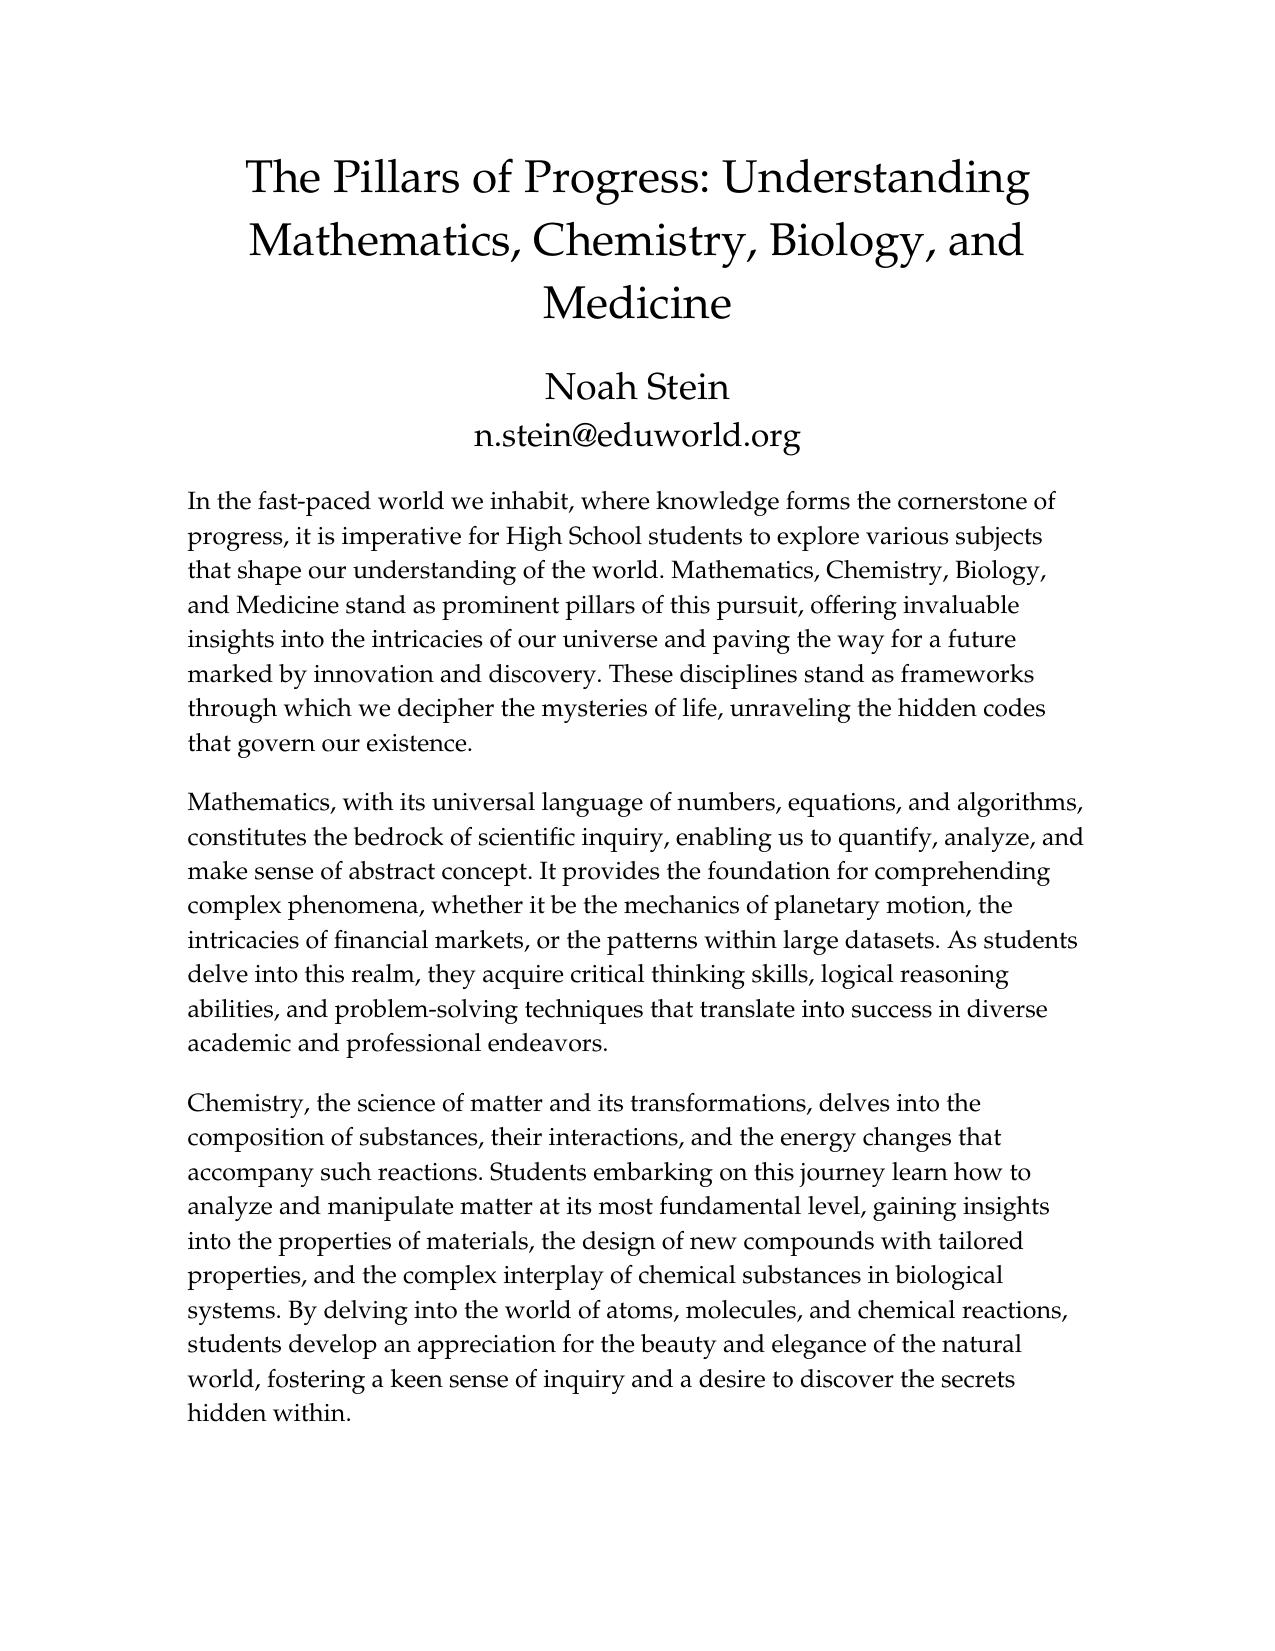 The Pillars of Progress: Understanding
Mathematics, Chemistry, Biology, and
Medicine
Noah Stein
n.stein@eduworld.org
In the fast-paced world we inhabit, where knowledge forms the cornerstone of
progress, it is imperative for High School students to explore various subjects
that shape our understanding of the world. Mathematics, Chemistry, Biology,
and Medicine stand as prominent pillars of this pursuit, offering invaluable
insights into the intricacies of our universe and paving the way for a future
marked by innovation and discovery. These disciplines stand as frameworks
through which we decipher the mysteries of life, unraveling the hidden codes
that govern our existence.
Mathematics, with its universal language of numbers, equations, and algorithms,
constitutes the bedrock of scientific inquiry, enabling us to quantify, analyze, and
make sense of abstract concept. It provides the foundation for comprehending
complex phenomena, whether it be the mechanics of planetary motion, the
intricacies of financial markets, or the patterns within large datasets. As students
delve into this realm, they acquire critical thinking skills, logical reasoning
abilities, and problem-solving techniques that translate into success in diverse
academic and professional endeavors.
Chemistry, the science of matter and its transformations, delves into the
composition of substances, their interactions, and the energy changes that
accompany such reactions. Students embarking on this journey learn how to
analyze and manipulate matter at its most fundamental level, gaining insights
into the properties of materials, the design of new compounds with tailored
properties, and the complex interplay of chemical substances in biological
systems. By delving into the world of atoms, molecules, and chemical reactions,
students develop an appreciation for the beauty and elegance of the natural
world, fostering a keen sense of inquiry and a desire to discover the secrets
hidden within.